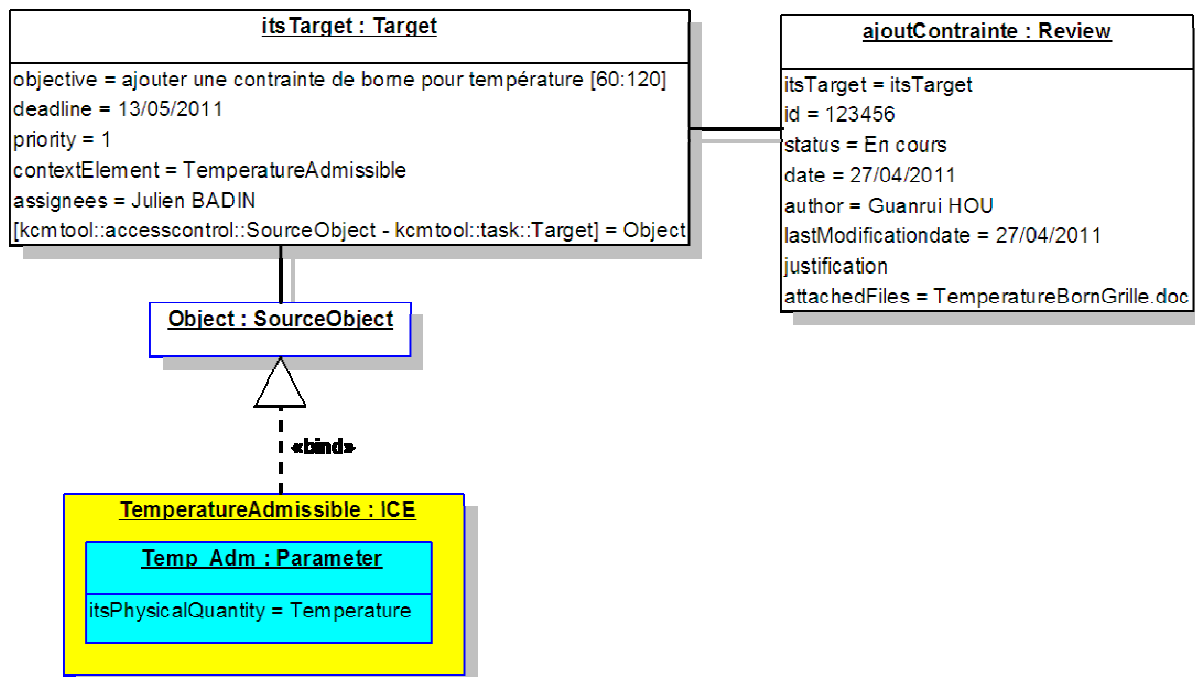 itsTarget : Target
objective = ajouter une contrainte de borne pour température [60:120]
deadline = 13/05/2011
priority = 1
contextElement = TemperatureAdmissible
assignees = Julien BADIN
[kcmtool::accesscontrol::SourceObject - kcmtool::task::Target] = Object
ajoutContrainte : Review
itsTarget = itsTarget
id = 123456
status = En cours
date = 27/04/2011
author = Guanrui HOU
lastModificationdate = 27/04/2011
justification
attachedFiles = TemperatureBornGrille.doc
Object : SourceObject
«bind»
TemperatureAdmissible : ICE
Temp_Adm : Parameter
itsPhysicalQuantity = Temperature